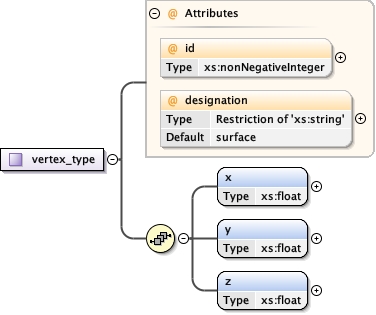 @ Attributes
@ id
Type xs:nonNegativeInteger
@ designation
Type Restriction of 'xs:string'
Default surface
vertex_type
x
Type xs:float
y
Type xs:float
z
Type xs:float